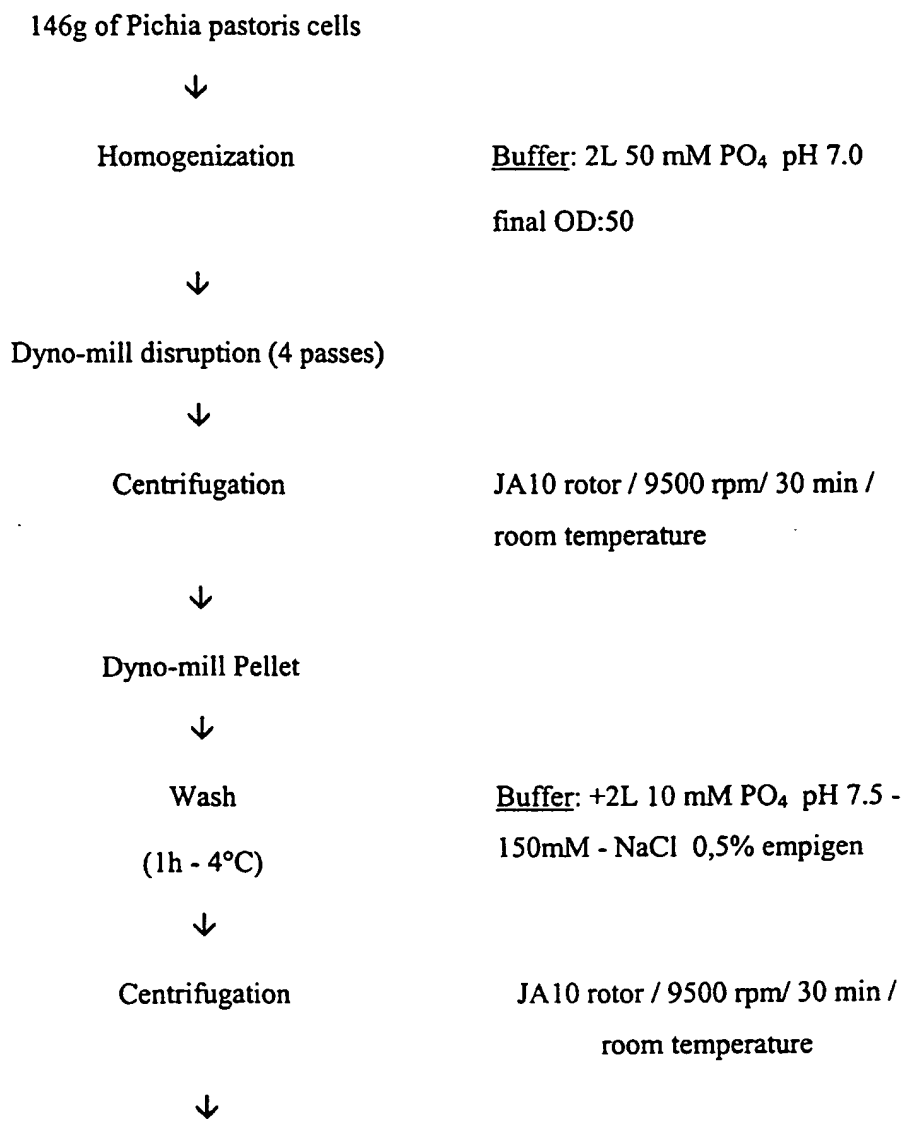 146g of Pichia pastoris cells
↓
Homogenization
Buffer: 2L 50 mM PO₄ pH 7.0
final OD:50
↓
Dyno-mill disruption (4 passes)
↓
Centrifugation
JA10 rotor / 9500 rpm/ 30 min /
room temperature
↓
Dyno-mill Pellet
↓
Wash
(1h - 4°C)
Buffer: +2L 10 mM PO₄ pH 7.5 -
150mM - NaCl 0,5% empigen
↓
Centrifugation
JA10 rotor / 9500 rpm/ 30 min /
room temperature
↓